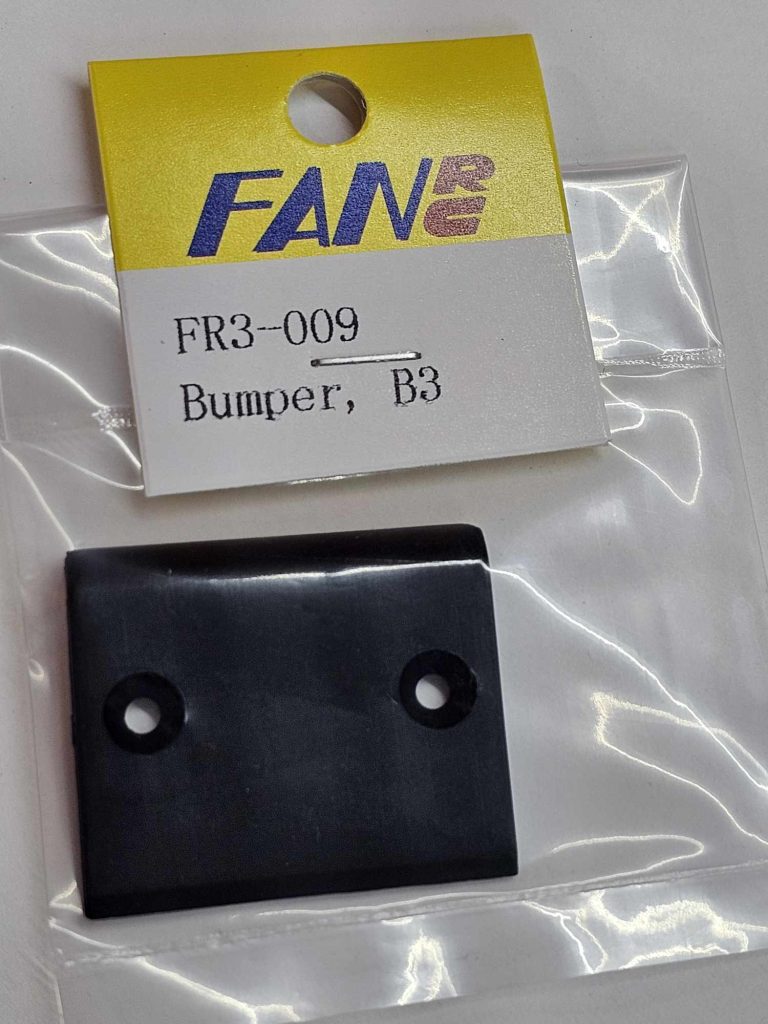 FAN RC
FR3-009
Bumper, B3